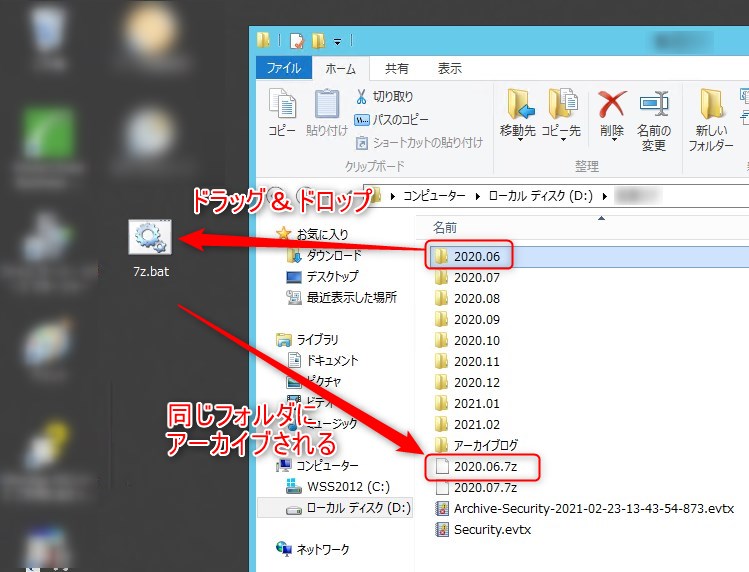 ファイル
ホーム
共有
表示
コピー
貼り付け
切り取り
パスのコピー
ショートカットの貼り付け
クリップボード
移動先
コピー先
削除
名前の
変更
整理
新しい
フォルダー
コンピューター
ローカル ディスク (D:)
ドラッグ＆ドロップ
7z.bat
同じフォルダに
アーカイブされる
お気に入り
ダウンロード
デスクトップ
最近表示した場所
ライブラリ
ドキュメント
ピクチャ
ビデオ
ミュージック
コンピューター
WSS2012 (C:)
ローカル ディスク (D:)
ネットワーク
名前
2020.06
2020.07
2020.08
2020.09
2020.10
2020.11
2020.12
2021.01
2021.02
アーカイブログ
2020.06.7z
2020.07.7z
Archive-Security-2021-02-23-13-43-54-873.evtx
Security.evtx